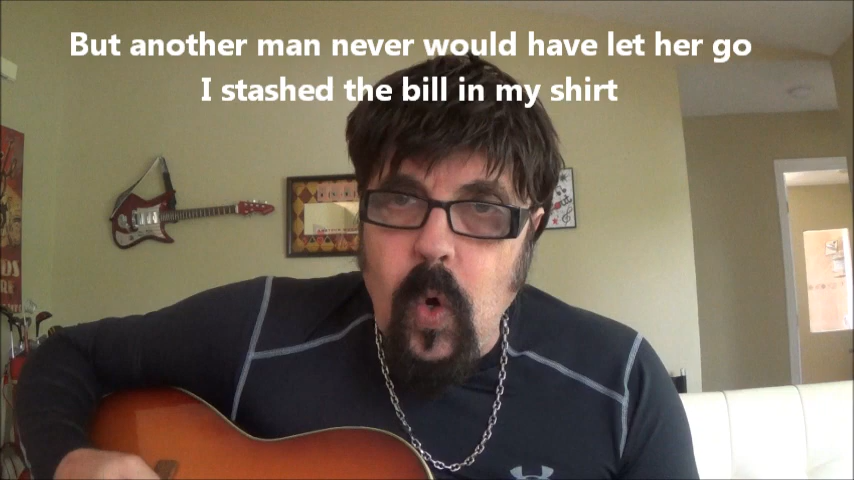 But another man never would have let her go
I stashed the bill in my shirt